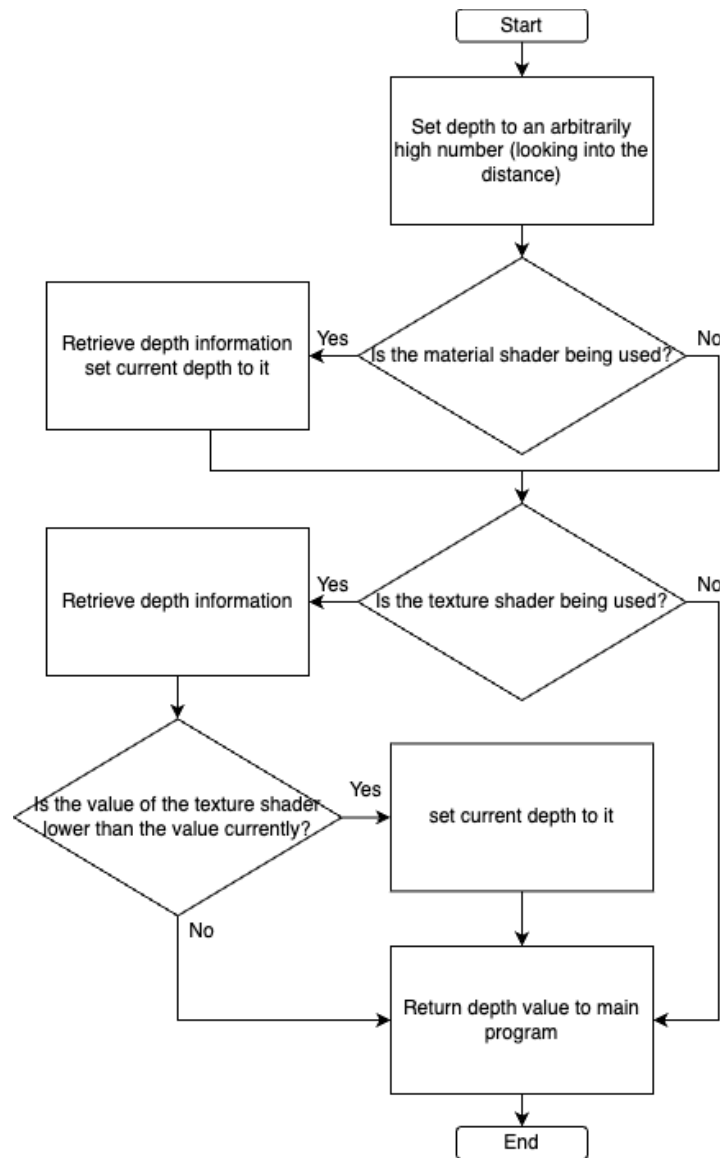 Start
Set depth to an arbitrarily
high number (looking into the
distance)
Is the material shader being used?
Yes
No
Retrieve depth information
set current depth to it
Is the texture shader being used?
Yes
No
Retrieve depth information
Is the value of the texture shader
lower than the value currently?
Yes
No
set current depth to it
Return depth value to main
program
End